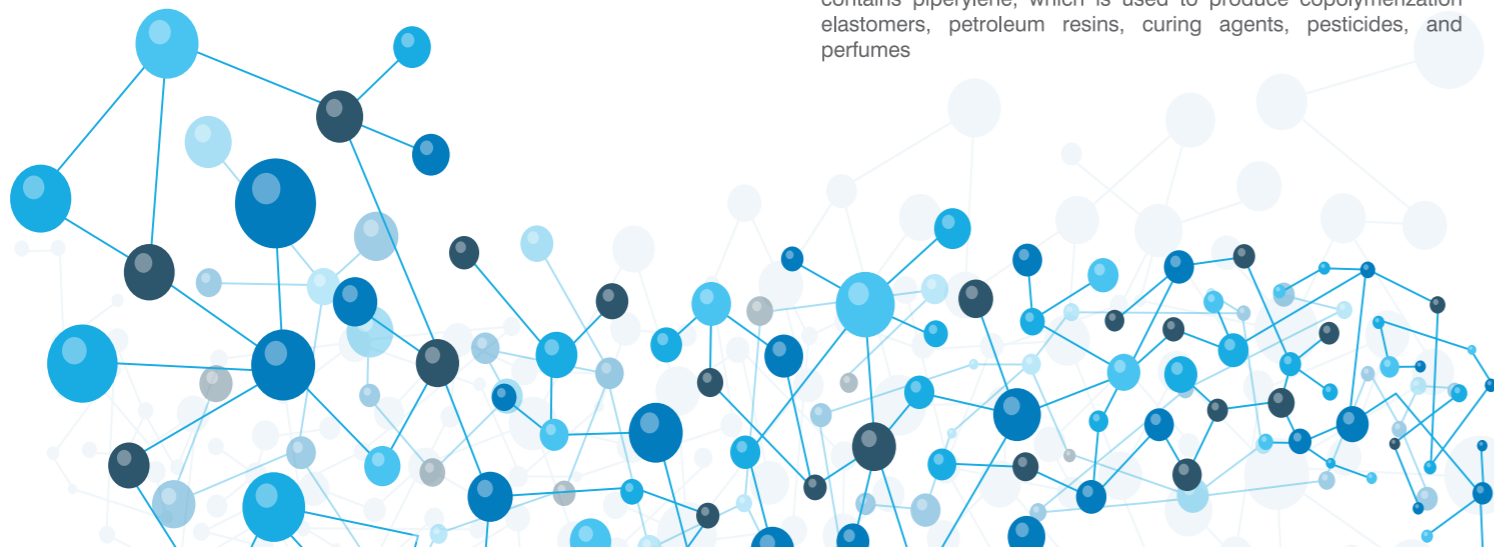 contains piperylene, which is used to produce copolymerization
elastomers, petroleum resins, curing agents, pesticides, and
perfumes